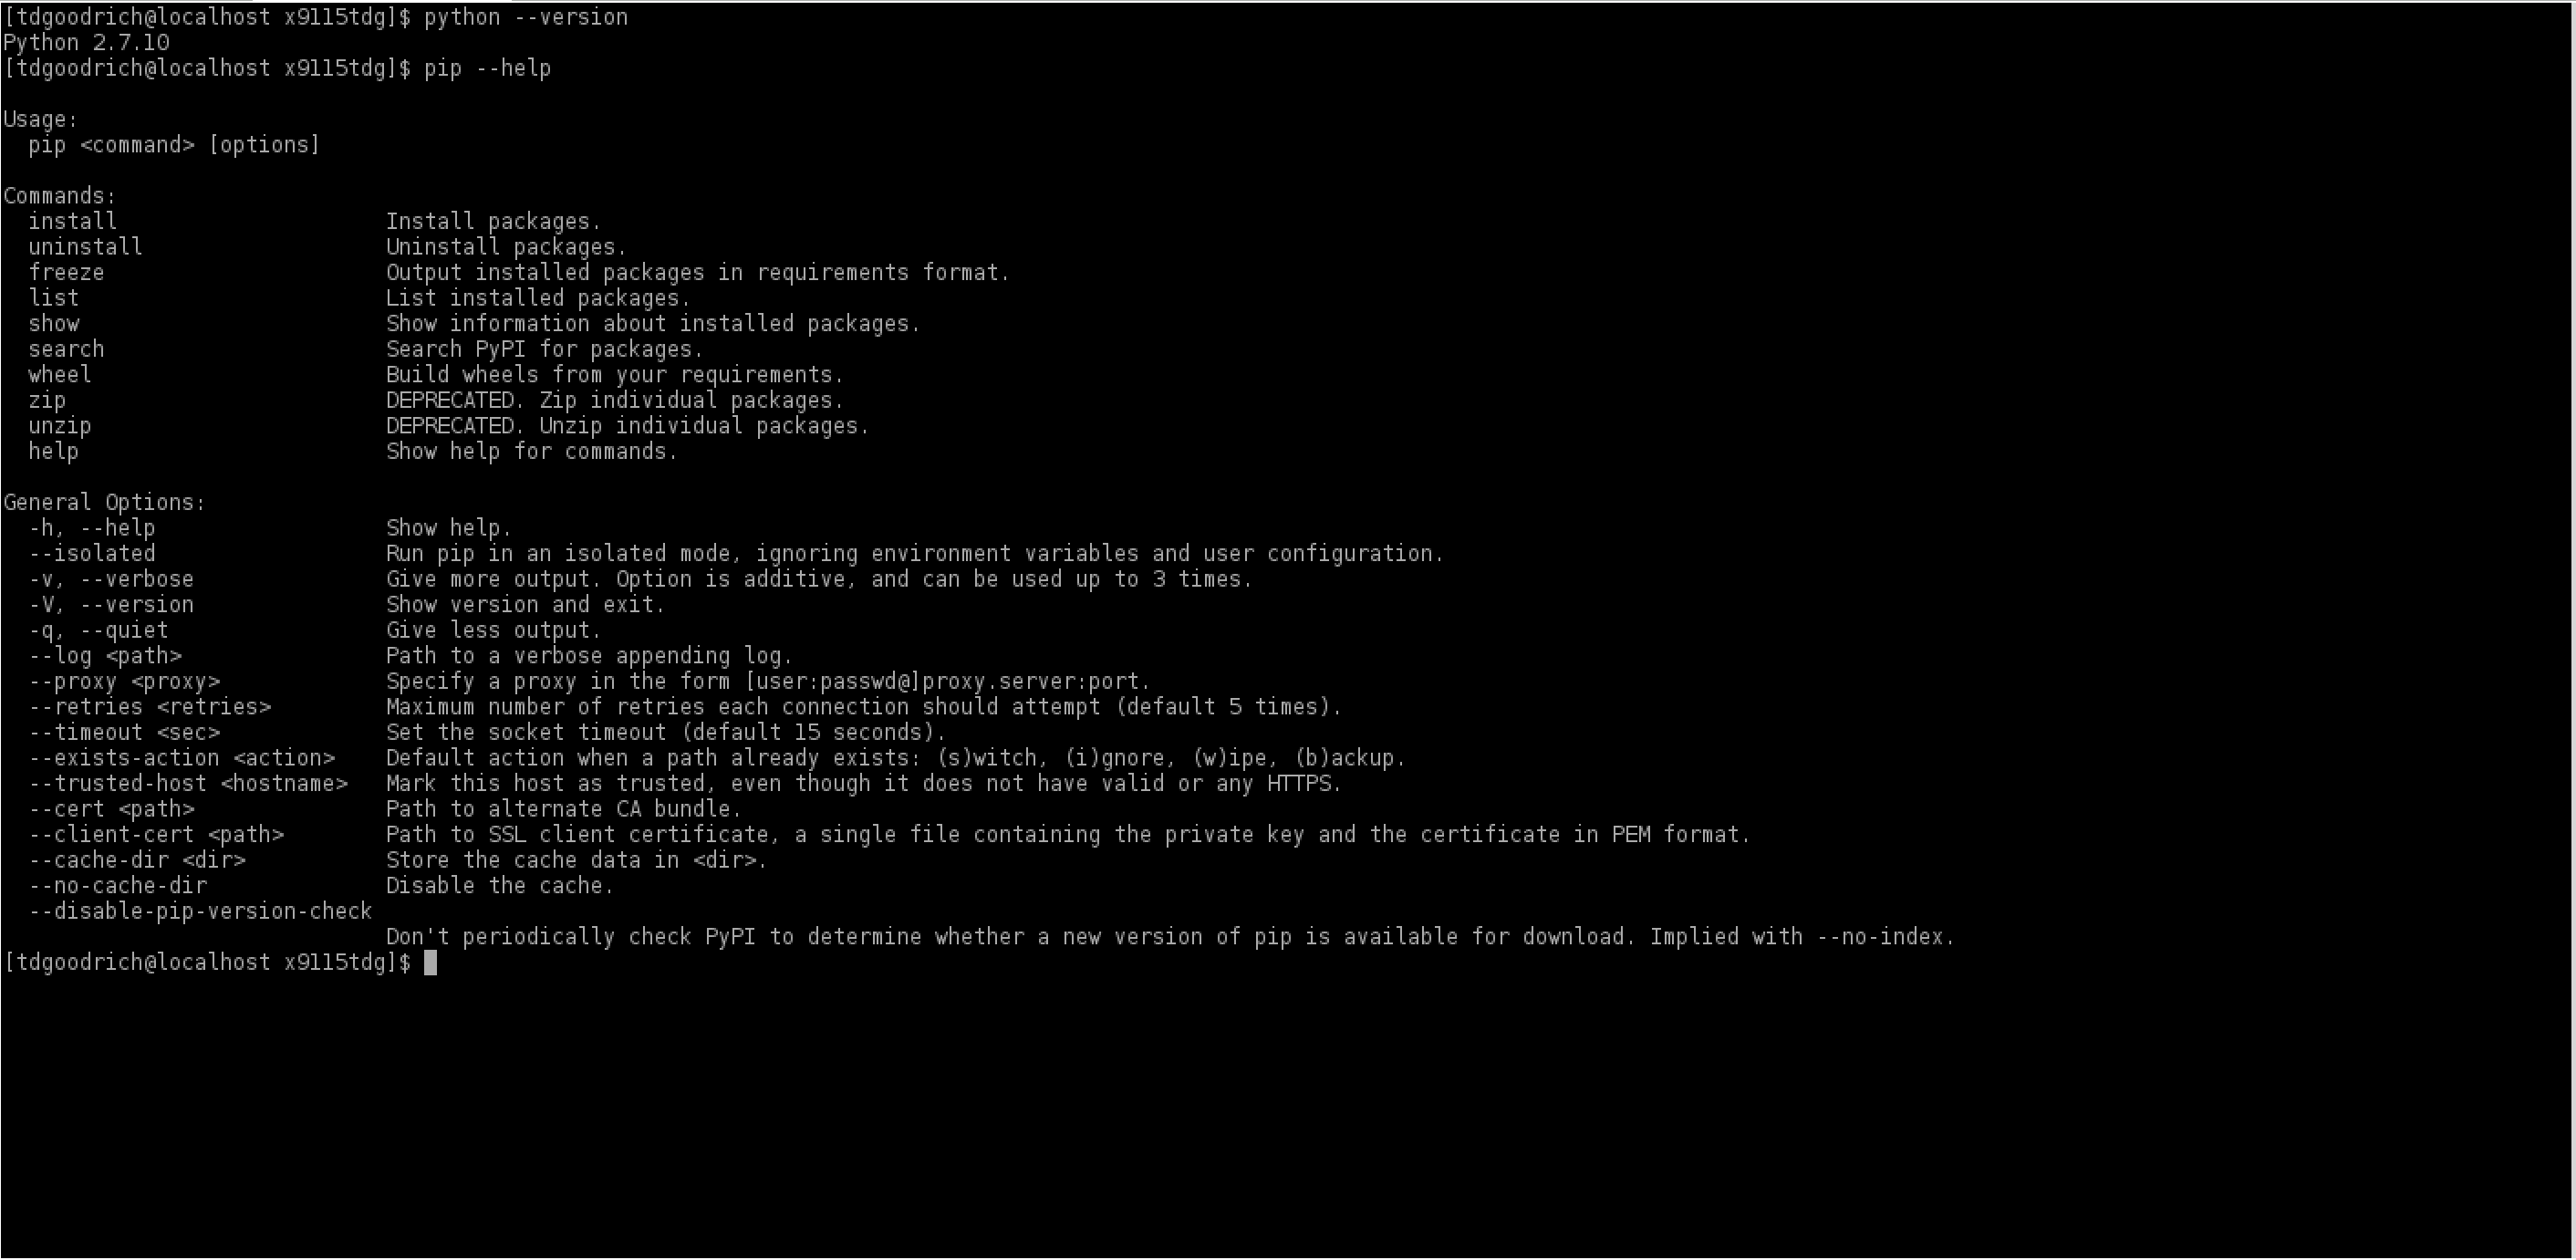 [tdgoodrich@localhost x9115tdg]$ python --version
Python 2.7.10
[tdgoodrich@localhost x9115tdg]$ pip --help

Usage:
  pip <command> [options]

Commands:
  install                     Install packages.
  uninstall                   Uninstall packages.
  freeze                      Output installed packages in requirements format.
  list                        List installed packages.
  show                        Show information about installed packages.
  search                      Search PyPI for packages.
  wheel                       Build wheels from your requirements.
  zip                         DEPRECATED. Zip individual packages.
  unzip                       DEPRECATED. Unzip individual packages.
  help                        Show help for commands.

General Options:
  -h, --help                  Show help.
  --isolated                  Run pip in an isolated mode, ignoring environment variables and user configuration.
  -v, --verbose               Give more output. Option is additive, and can be used up to 3 times.
  -V, --version               Show version and exit.
  -q, --quiet                 Give less output.
  --log <path>                Path to a verbose appending log.
  --proxy <proxy>             Specify a proxy in the form [user:passwd@]proxy.server:port.
  --retries <retries>         Maximum number of retries each connection should attempt (default 5 times).
  --timeout <sec>             Set the socket timeout (default 15 seconds).
  --exists-action <action>    Default action when a path already exists: (s)witch, (i)gnore, (w)ipe, (b)ackup.
  --trusted-host <hostname>   Mark this host as trusted, even though it does not have valid or any HTTPS.
  --cert <path>               Path to alternate CA bundle.
  --client-cert <path>        Path to SSL client certificate, a single file containing the private key and the certificate in PEM format.
  --cache-dir <dir>           Store the cache data in <dir>.
  --no-cache-dir              Disable the cache.
  --disable-pip-version-check
                              Don't periodically check PyPI to determine whether a new version of pip is available for download. Implied with --no-index.
[tdgoodrich@localhost x9115tdg]$